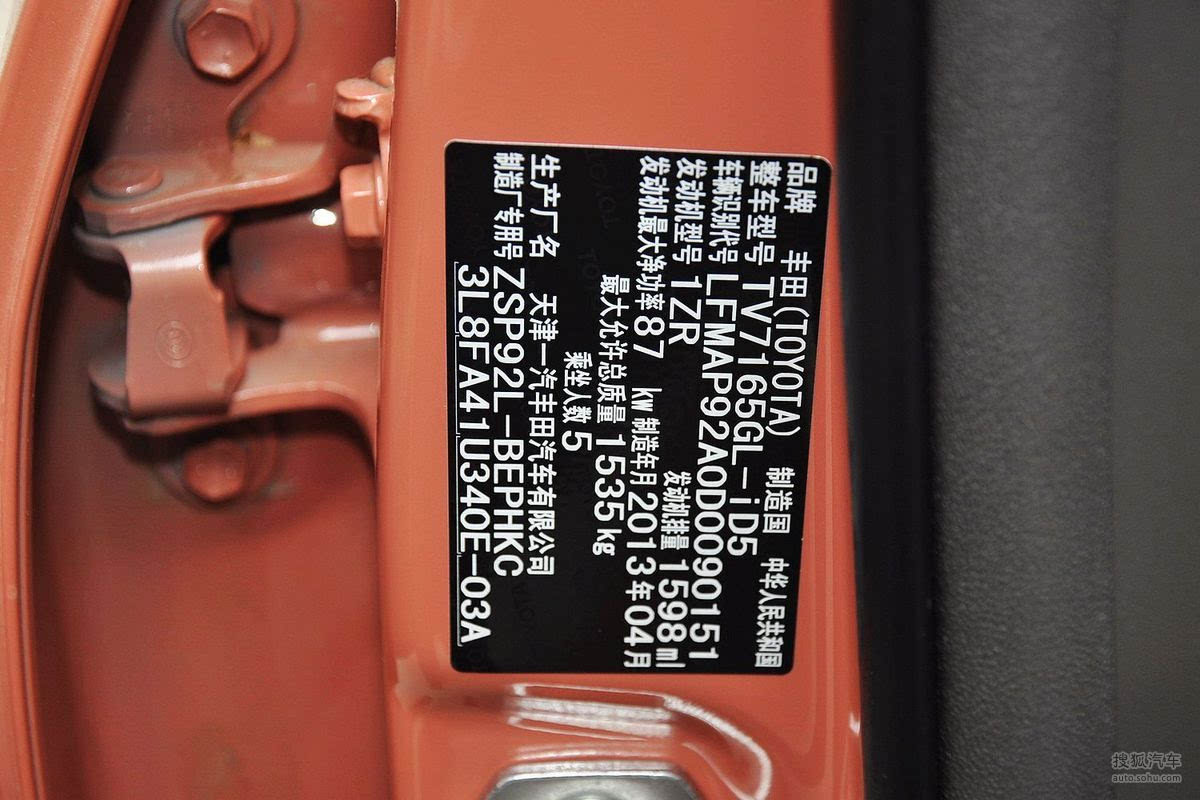 品牌 丰田(TOYOTA) 制造国 中华人民共和国
整车型号 TV7165GL-iD5
车辆识别代号 LFMAP92A0D0090151
发动机型号 1ZR 发动机排量 1598ml
发动机最大净功率 87 kw 制造年月 2013年04月
最大允许总质量 1535kg
乘坐人数 5
生产厂名 天津一汽丰田汽车有限公司
制造厂专用号 ZSP92L-BEPHKC
3L8FA41U340E-03A
搜狐汽车
auto.sohu.com